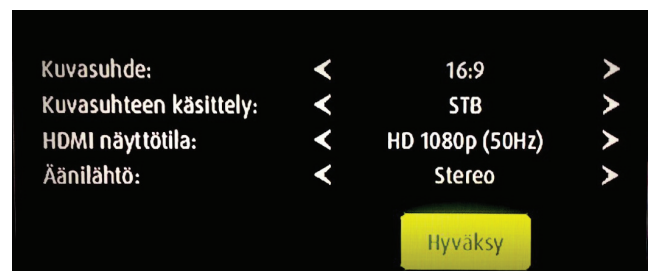 Kuvasuhde: < 16:9 >
Kuvasuhteen käsittely: < STB >
HDMI näyttötila: < HD 1080p (50Hz) >
Äänilähtö: < Stereo >
Hyväksy